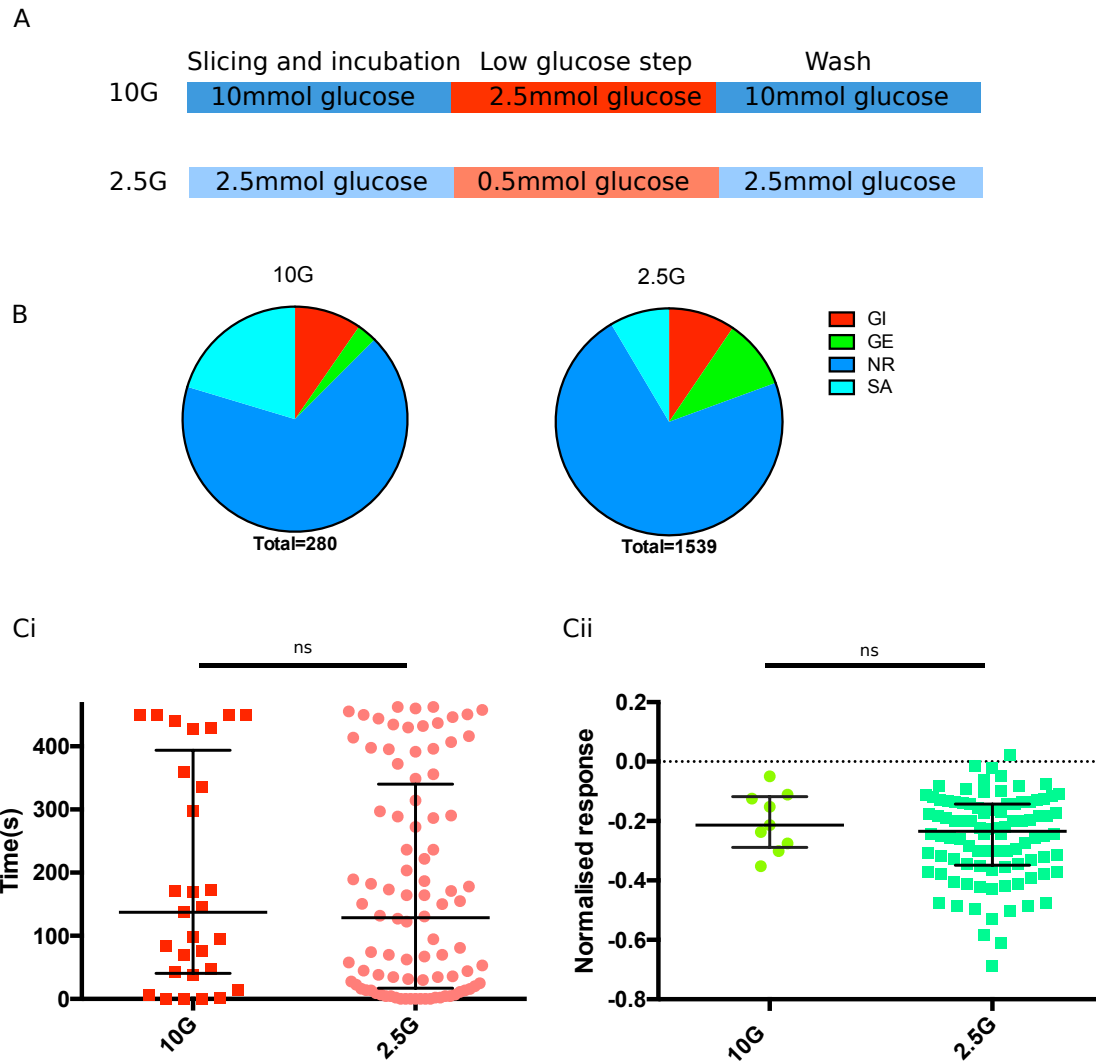 A
Slicing and incubation Low glucose step Wash
10G 10mmol glucose 2.5mmol glucose 10mmol glucose
2.5G 2.5mmol glucose 0.5mmol glucose 2.5mmol glucose
B
10G 2.5G
GI
GE
NR
SA
Total=280 Total=1539
Ci
ns
Time(s)
400
300
200
100
0
10G 2.5G
Cii
ns
Normalised response
0.2
0.0
-0.2
-0.4
-0.6
-0.8
10G 2.5G